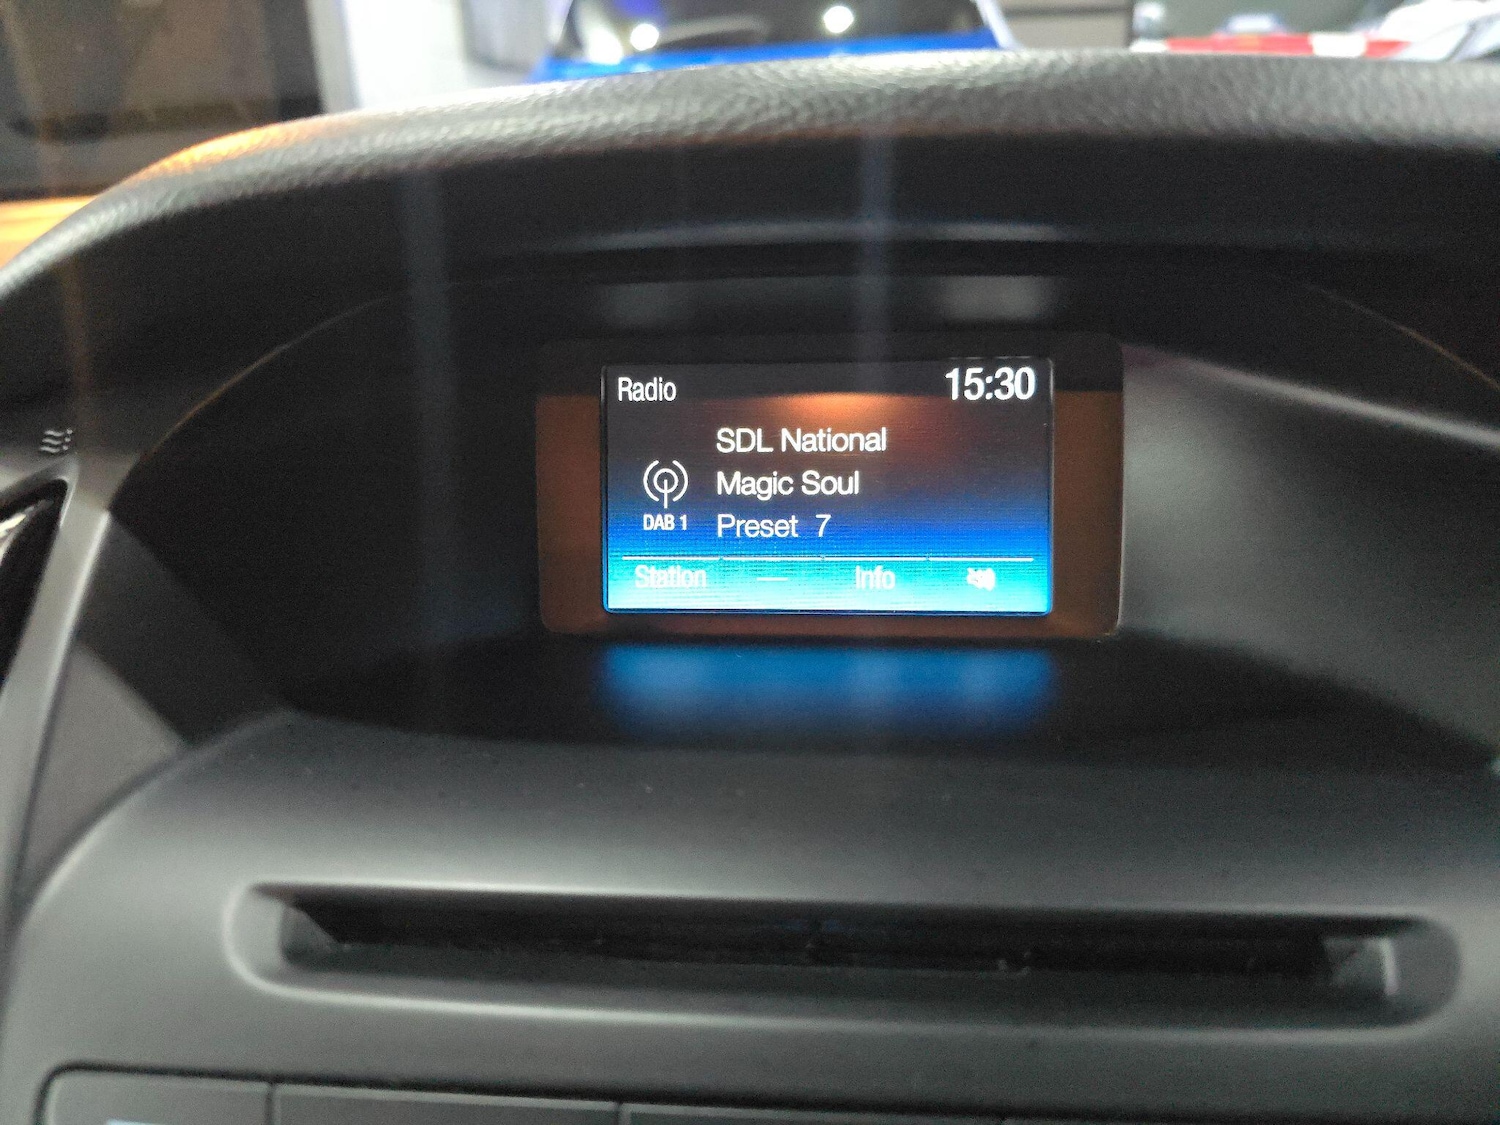 Radio 15:30
SDL National
Magic Soul
DAB 1 Preset 7
Station Info